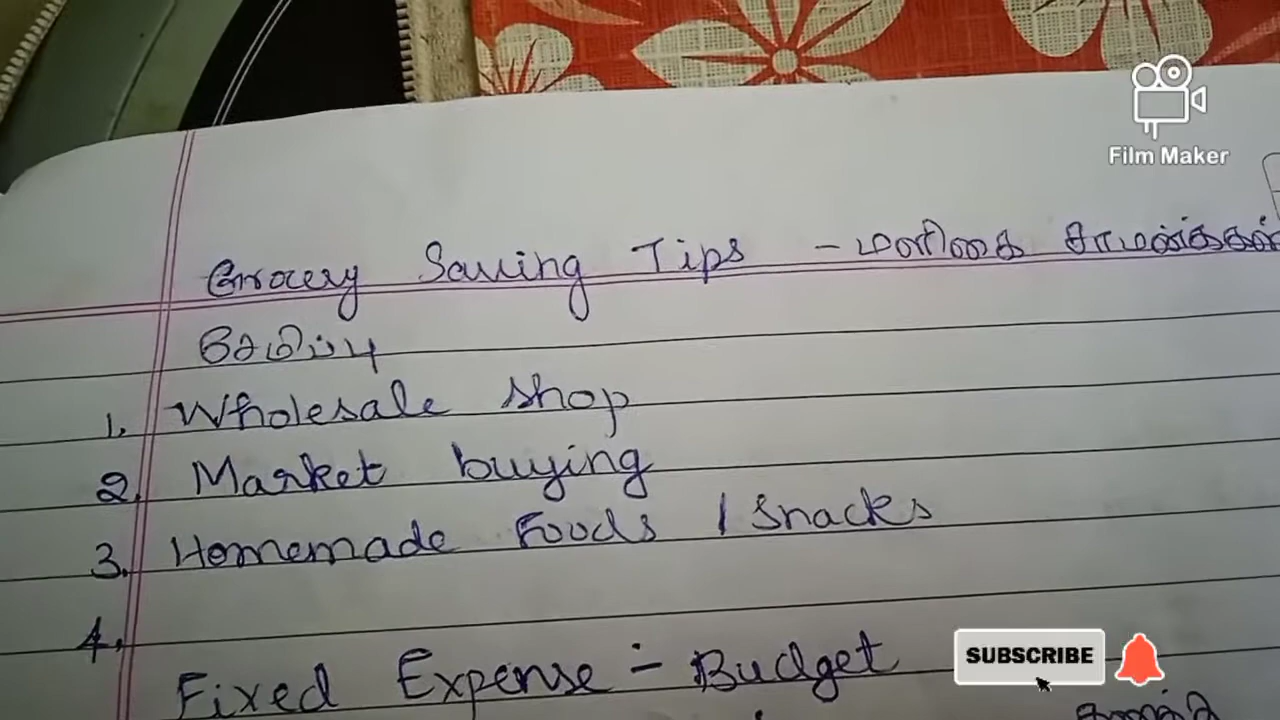 Film Maker
Grocery Saving Tips - மளிகை சாமான்கள்
சேமிப்பு
1. Wholesale shop
2. Market buying
3. Homemade Foods / Snacks
4.
Fixed Expense :- Budget
SUBSCRIBE